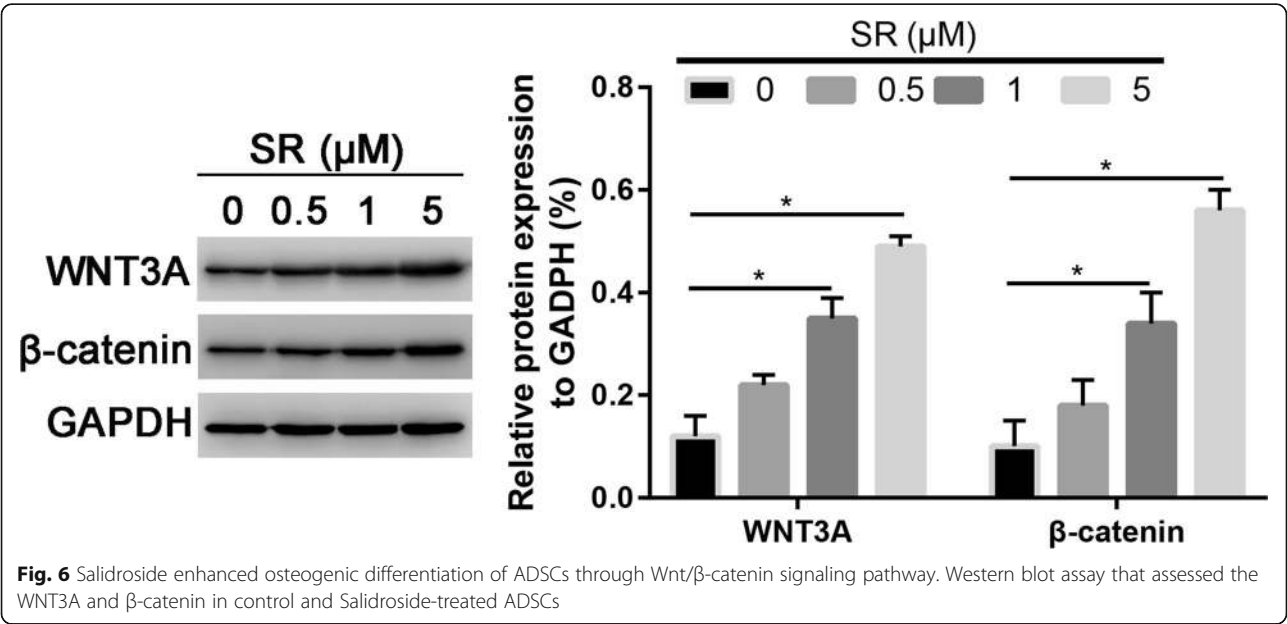 SR (μM)
0 0.5 1 5
WNT3A
β-catenin
GAPDH
SR (μM)
0 0.5 1 5
Relative protein expression
to GADPH (%)
0.8
0.6
0.4
0.2
0.0
* * * *
WNT3A β-catenin
Fig. 6 Salidroside enhanced osteogenic differentiation of ADSCs through Wnt/β-catenin signaling pathway. Western blot assay that assessed the
WNT3A and β-catenin in control and Salidroside-treated ADSCs